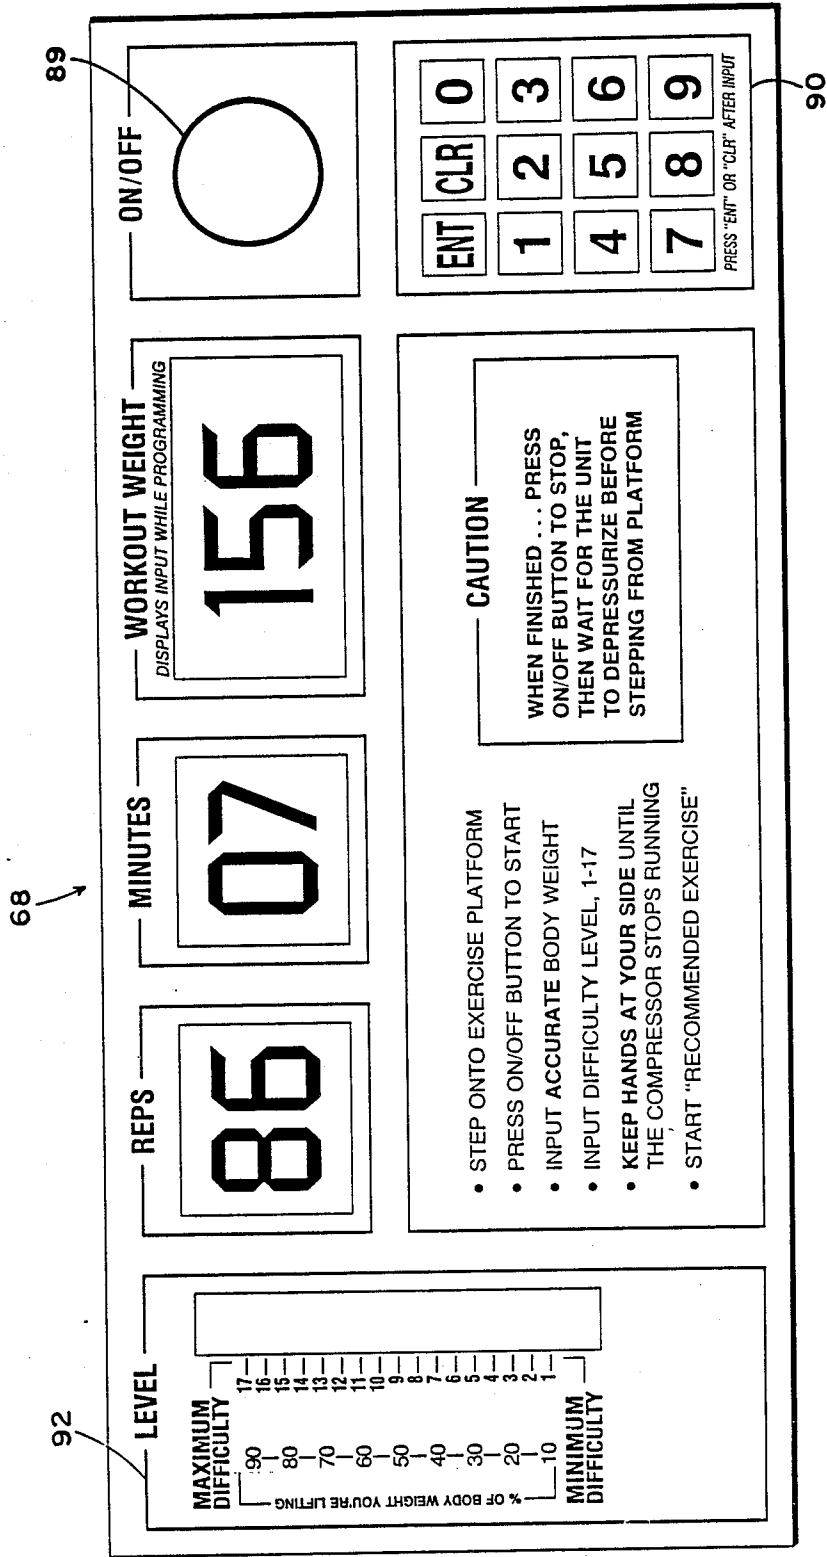 68
92
LEVEL
MAXIMUM
DIFFICULTY
% OF BODY WEIGHT YOU'RE LIFTING
90
80
70
60
50
40
30
20
10
17
16
15
14
13
12
11
10
9
8
7
6
5
4
3
2
1
MINIMUM
DIFFICULTY
REPS
86
MINUTES
07
WORKOUT WEIGHT
DISPLAYS INPUT WHILE PROGRAMMING
156
ON/OFF
89
• STEP ONTO EXERCISE PLATFORM
• PRESS ON/OFF BUTTON TO START
• INPUT ACCURATE BODY WEIGHT
• INPUT DIFFICULTY LEVEL, 1-17
• KEEP HANDS AT YOUR SIDE UNTIL
THE COMPRESSOR STOPS RUNNING
• START "RECOMMENDED EXERCISE"
CAUTION
WHEN FINISHED . . . PRESS
ON/OFF BUTTON TO STOP,
THEN WAIT FOR THE UNIT
TO DEPRESSURIZE BEFORE
STEPPING FROM PLATFORM
ENT CLR 0
1 2 3
4 5 6
7 8 9
PRESS "ENT" OR "CLR" AFTER INPUT
90